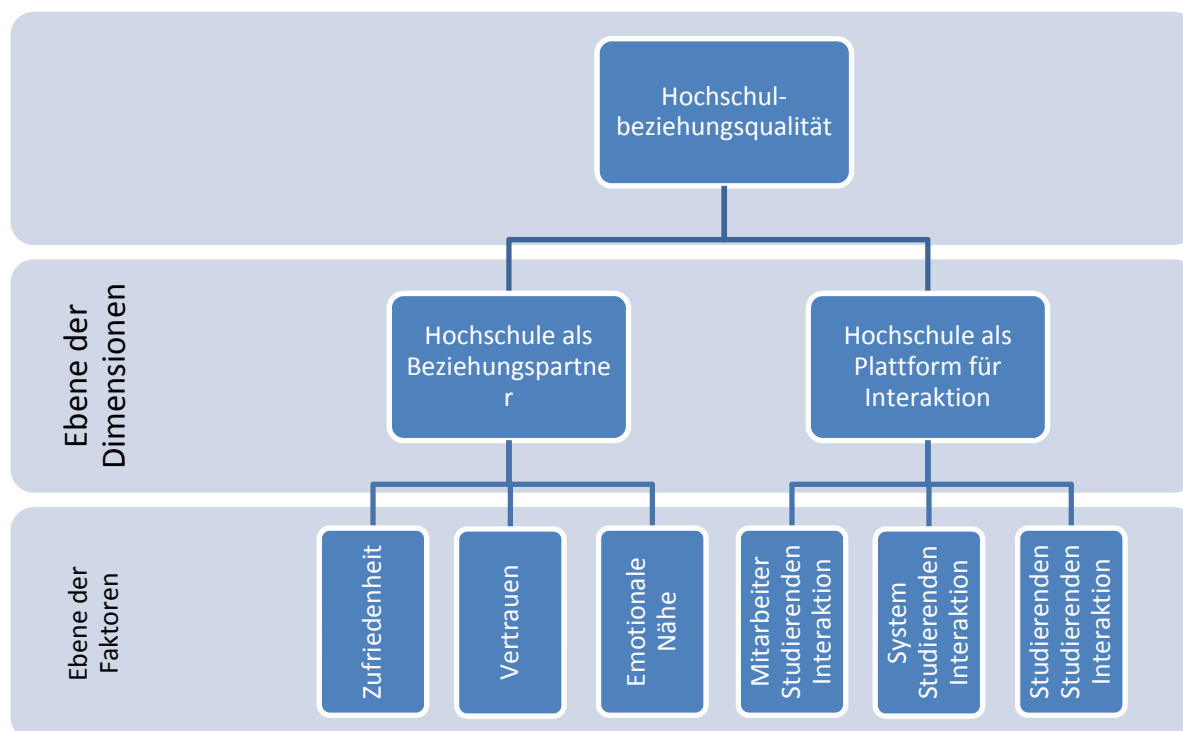 Hochschul-
beziehungsqualität
Ebene der
Dimensionen
Hochschule als
Beziehungspartne
r
Hochschule als
Plattform für
Interaktion
Ebene der
Faktoren
Zufriedenheit
Vertrauen
Emotionale
Nähe
Mitarbeiter
Studierenden
Interaktion
System
Studierenden
Interaktion
Studierenden
Studierenden
Interaktion